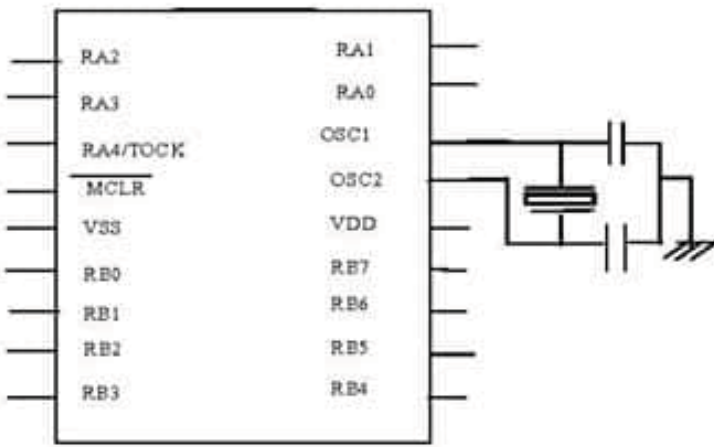 RA2
RA3
RA4/TOCK
MCLR
VSS
RB0
RB1
RB2
RB3
RA1
RA0
OSC1
OSC2
VDD
RB7
RB6
RB5
RB4